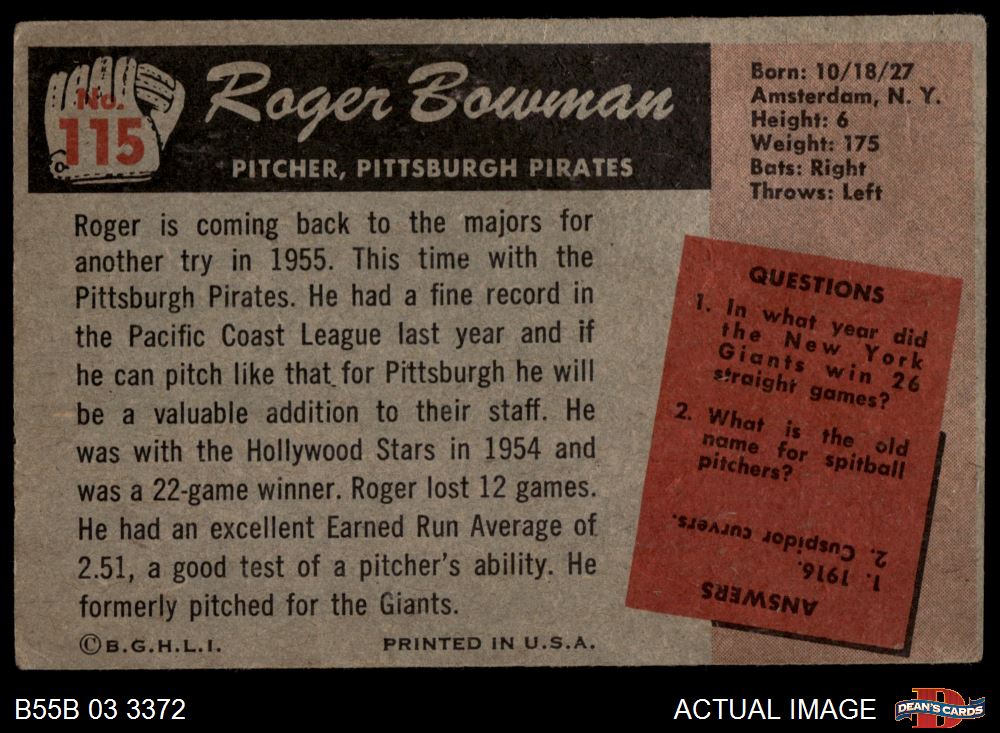 No.
115
Roger Bowman
PITCHER, PITTSBURGH PIRATES
Born: 10/18/27
Amsterdam, N. Y.
Height: 6
Weight: 175
Bats: Right
Throws: Left
Roger is coming back to the majors for
another try in 1955. This time with the
Pittsburgh Pirates. He had a fine record in
the Pacific Coast League last year and if
he can pitch like that for Pittsburgh he will
be a valuable addition to their staff. He
was with the Hollywood Stars in 1954 and
was a 22-game winner. Roger lost 12 games.
He had an excellent Earned Run Average of
2.51, a good test of a pitcher's ability. He
formerly pitched for the Giants.
©B.G.H.L.I.
PRINTED IN U.S.A.
QUESTIONS
1. In what year did
the New York
Giants win 26
straight games?
2. What is the old
name for spitball
pitchers?
ANSWERS
1. 1916.
2. Cuspidor curvers.
B55B 03 3372
ACTUAL IMAGE
D
DEAN'S CARDS